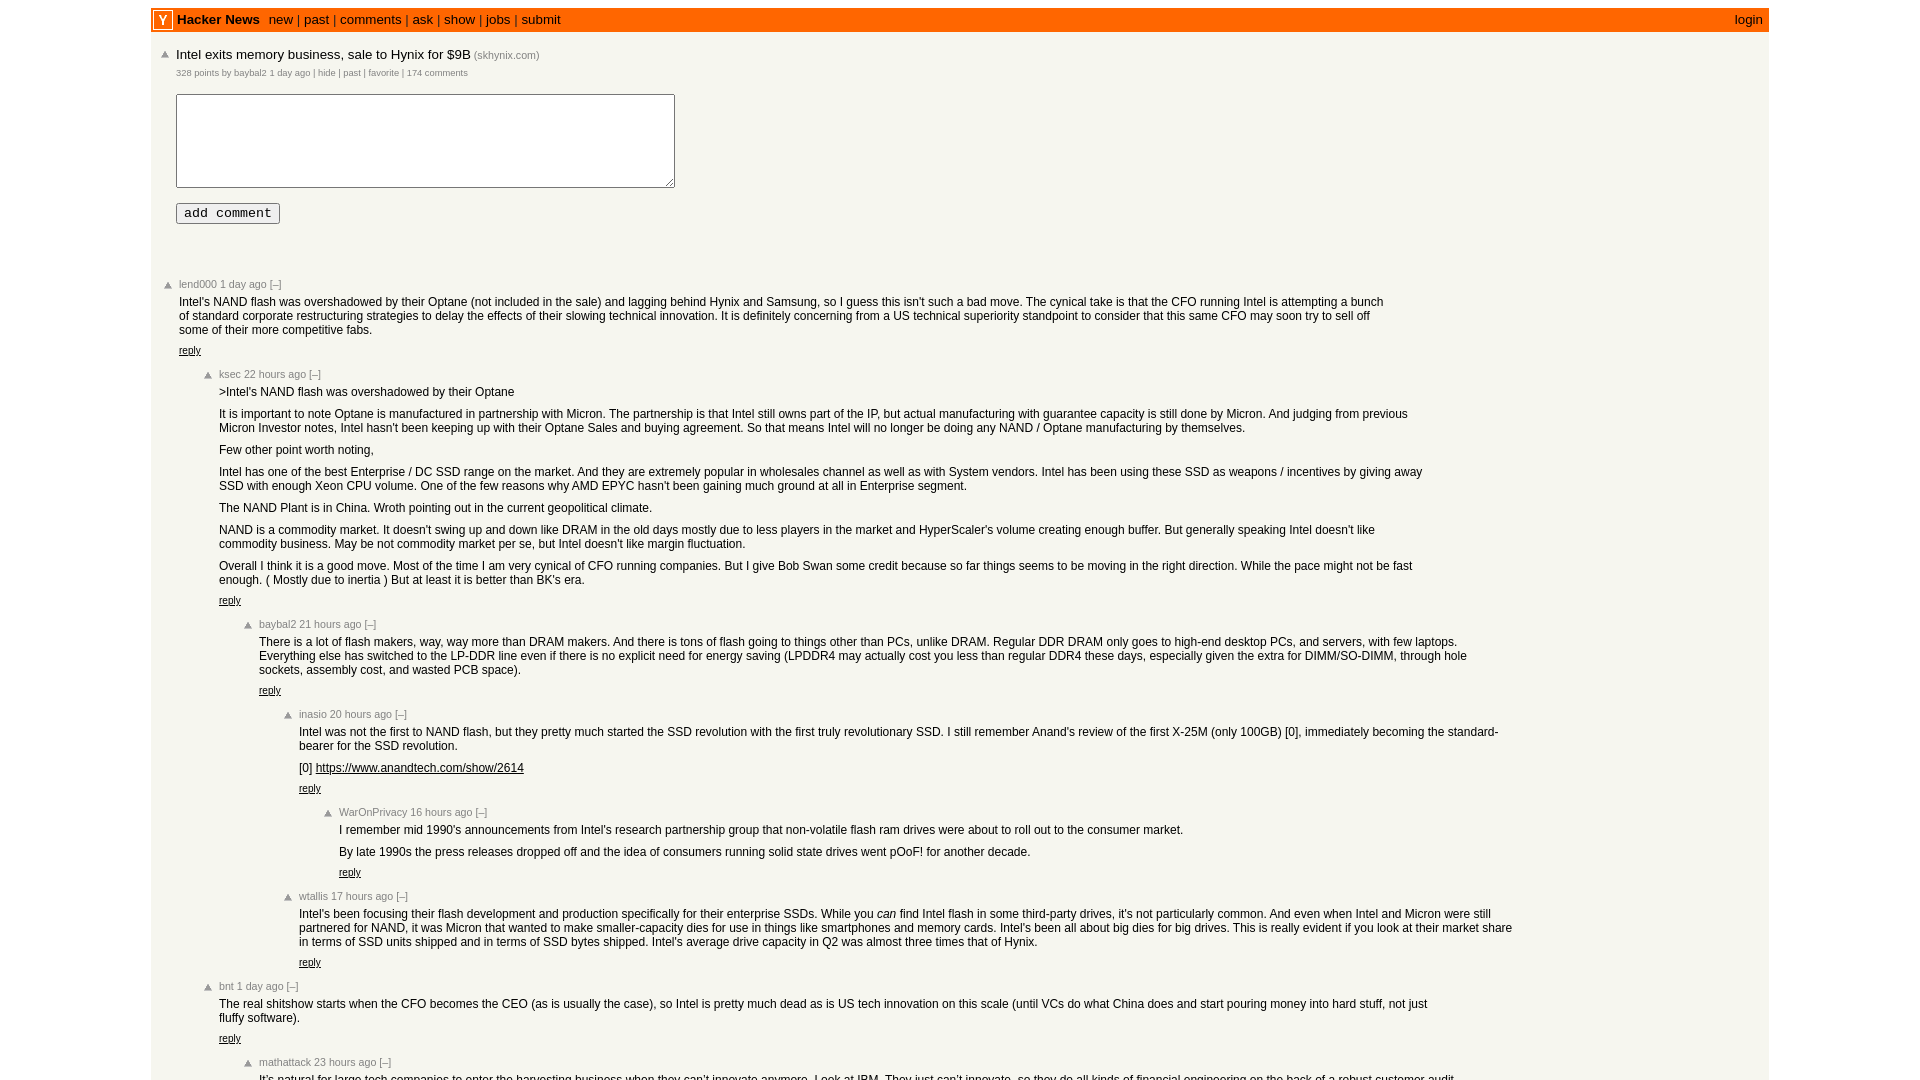 Y Hacker News new | past | comments | ask | show | jobs | submit login
Intel exits memory business, sale to Hynix for $9B (skhynix.com)
328 points by baybal2 1 day ago | hide | past | favorite | 174 comments
add comment
lend000 1 day ago [–]
Intel's NAND flash was overshadowed by their Optane (not included in the sale) and lagging behind Hynix and Samsung, so I guess this isn't such a bad move. The cynical take is that the CFO running Intel is attempting a bunch
of standard corporate restructuring strategies to delay the effects of their slowing technical innovation. It is definitely concerning from a US technical superiority standpoint to consider that this same CFO may soon try to sell off
some of their more competitive fabs.
reply
ksec 22 hours ago [–]
>Intel's NAND flash was overshadowed by their Optane
It is important to note Optane is manufactured in partnership with Micron. The partnership is that Intel still owns part of the IP, but actual manufacturing with guarantee capacity is still done by Micron. And judging from previous
Micron Investor notes, Intel hasn't been keeping up with their Optane Sales and buying agreement. So that means Intel will no longer be doing any NAND / Optane manufacturing by themselves.
Few other point worth noting,
Intel has one of the best Enterprise / DC SSD range on the market. And they are extremely popular in wholesales channel as well as with System vendors. Intel has been using these SSD as weapons / incentives by giving away
SSD with enough Xeon CPU volume. One of the few reasons why AMD EPYC hasn't been gaining much ground at all in Enterprise segment.
The NAND Plant is in China. Wroth pointing out in the current geopolitical climate.
NAND is a commodity market. It doesn't swing up and down like DRAM in the old days mostly due to less players in the market and HyperScaler's volume creating enough buffer. But generally speaking Intel doesn't like
commodity business. May be not commodity market per se, but Intel doesn't like margin fluctuation.
Overall I think it is a good move. Most of the time I am very cynical of CFO running companies. But I give Bob Swan some credit because so far things seems to be moving in the right direction. While the pace might not be fast
enough. ( Mostly due to inertia ) But at least it is better than BK's era.
reply
baybal2 21 hours ago [–]
There is a lot of flash makers, way, way more than DRAM makers. And there is tons of flash going to things other than PCs, unlike DRAM. Regular DDR DRAM only goes to high-end desktop PCs, and servers, with few laptops.
Everything else has switched to the LP-DDR line even if there is no explicit need for energy saving (LPDDR4 may actually cost you less than regular DDR4 these days, especially given the extra for DIMM/SO-DIMM, through hole
sockets, assembly cost, and wasted PCB space).
reply
inasio 20 hours ago [–]
Intel was not the first to NAND flash, but they pretty much started the SSD revolution with the first truly revolutionary SSD. I still remember Anand's review of the first X-25M (only 100GB) [0], immediately becoming the standard-
bearer for the SSD revolution.
[0] https://www.anandtech.com/show/2614
reply
WarOnPrivacy 16 hours ago [–]
I remember mid 1990's announcements from Intel's research partnership group that non-volatile flash ram drives were about to roll out to the consumer market.
By late 1990s the press releases dropped off and the idea of consumers running solid state drives went pOoF! for another decade.
reply
wtallis 17 hours ago [–]
Intel's been focusing their flash development and production specifically for their enterprise SSDs. While you can find Intel flash in some third-party drives, it's not particularly common. And even when Intel and Micron were still
partnered for NAND, it was Micron that wanted to make smaller-capacity dies for use in things like smartphones and memory cards. Intel's been all about big dies for big drives. This is really evident if you look at their market share
in terms of SSD units shipped and in terms of SSD bytes shipped. Intel's average drive capacity in Q2 was almost three times that of Hynix.
reply
bnt 1 day ago [–]
The real shitshow starts when the CFO becomes the CEO (as is usually the case), so Intel is pretty much dead as is US tech innovation on this scale (until VCs do what China does and start pouring money into hard stuff, not just
fluffy software).
reply
mathattack 23 hours ago [–]
It's natural for large tech companies to enter the harvesting business when they can't innovate anymore. Look at IBM. They just can't innovate, so they do all kinds of financial engineering on the back of a robust customer audit